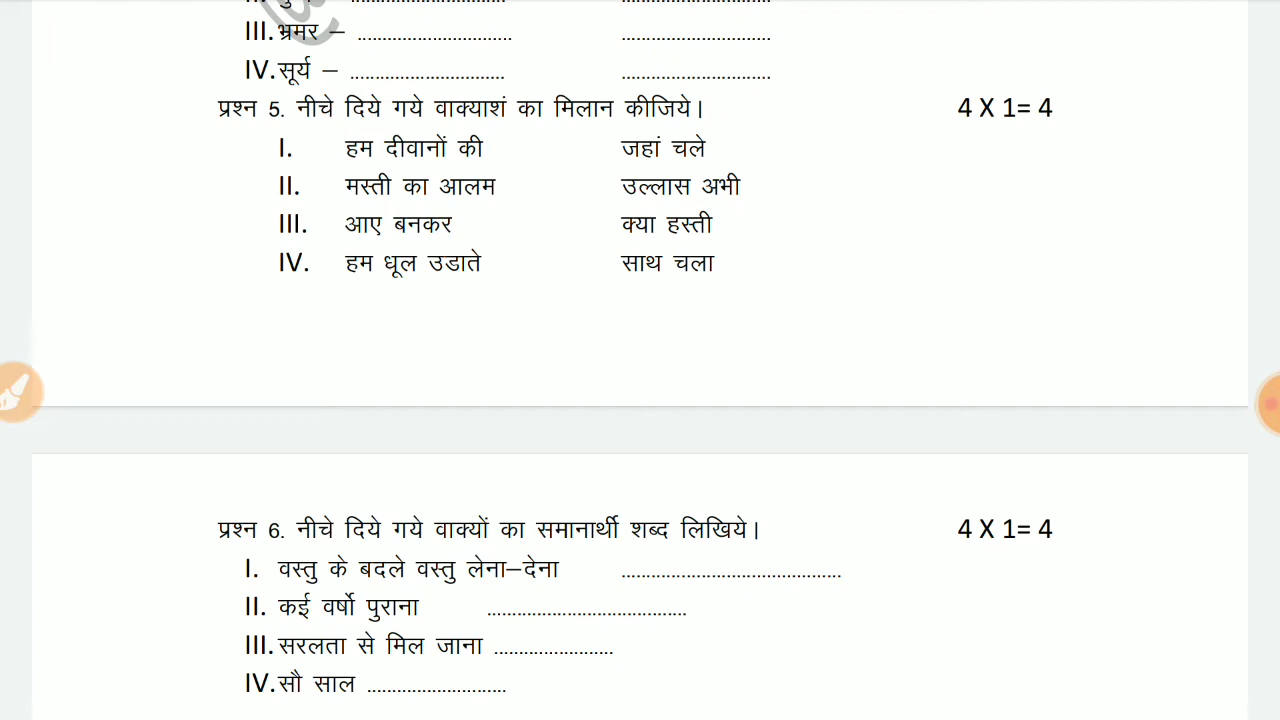 III. भ्रमर – ............................... ..............................
IV. सूर्य – ............................... ..............................
प्रश्न 5. नीचे दिये गये वाक्याशं का मिलान कीजिये। 4 X 1= 4
I. हम दीवानों की जहां चले
II. मस्ती का आलम उल्लास अभी
III. आए बनकर क्या हस्ती
IV. हम धूल उडाते साथ चला
प्रश्न 6. नीचे दिये गये वाक्यों का समानार्थी शब्द लिखिये। 4 X 1= 4
I. वस्तु के बदले वस्तु लेना–देना ............................................
II. कई वर्षो पुराना ........................................
III. सरलता से मिल जाना ........................
IV. सौ साल ............................